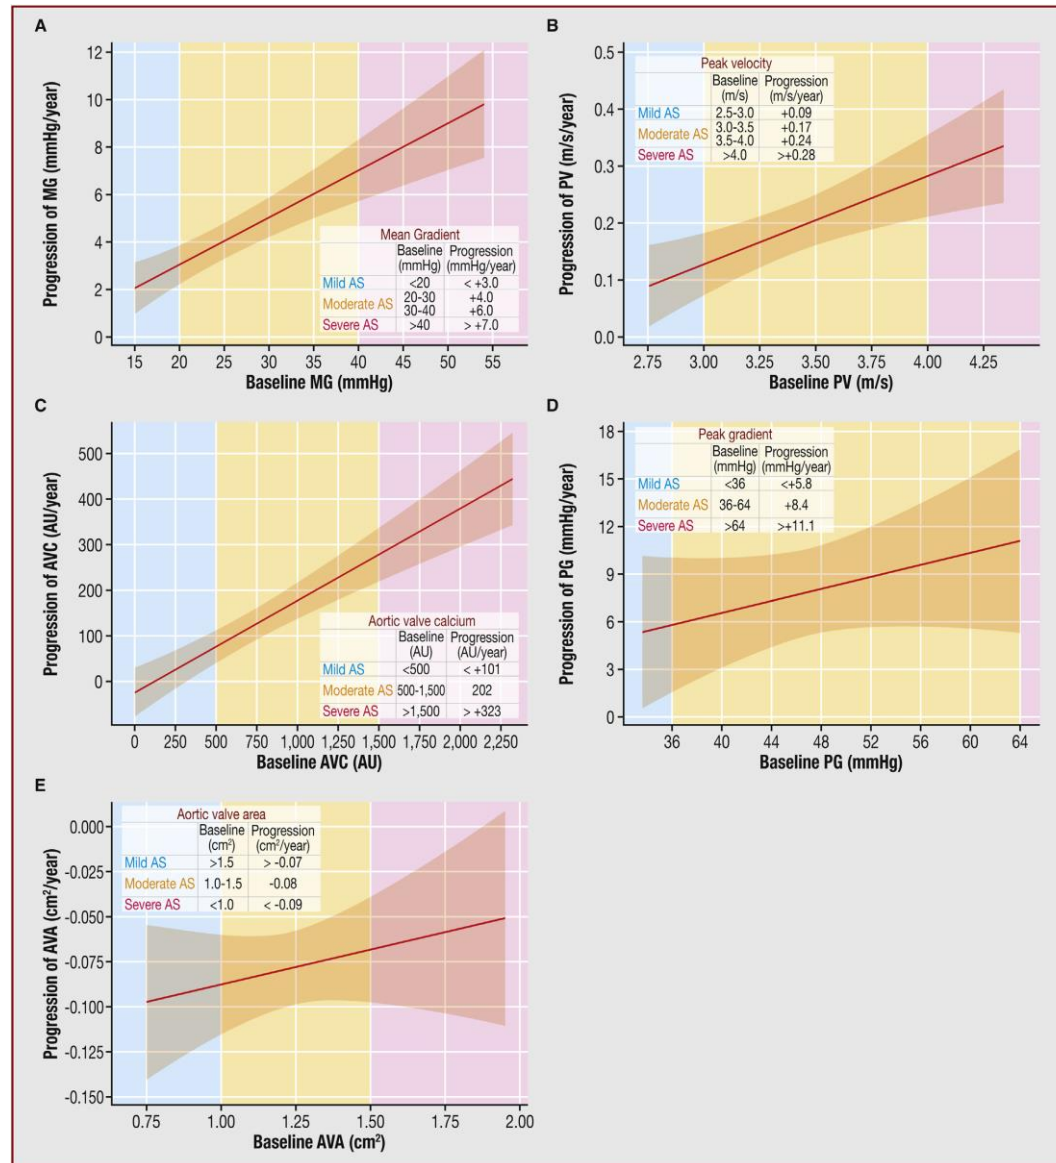 A
Progression of MG (mmHg/year)
12
10
8
6
4
2
0
Mean Gradient
Baseline Progression
(mmHg) (mmHg/year)
Mild AS <20 < +3.0
Moderate AS 20-30 +4.0
30-40 +6.0
Severe AS >40 > +7.0
15 20 25 30 35 40 45 50 55
Baseline MG (mmHg)
B
Progression of PV (m/s/year)
0.5
0.4
0.3
0.2
0.1
0.0
Peak velocity
Baseline Progression
(m/s) (m/s/year)
Mild AS 2.5-3.0 +0.09
Moderate AS 3.0-3.5 +0.17
3.5-4.0 +0.24
Severe AS >4.0 >+0.28
2.75 3.00 3.25 3.50 3.75 4.00 4.25
Baseline PV (m/s)
C
Progression of AVC (AU/year)
500
400
300
200
100
0
Aortic valve calcium
Baseline Progression
(AU) (AU/year)
Mild AS <500 < +101
Moderate AS 500-1,500 202
Severe AS >1,500 > +323
0 250 500 750 1,000 1,250 1,500 1,750 2,000 2,250
Baseline AVC (AU)
D
Progression of PG (mmHg/year)
18
15
12
9
6
3
0
Peak gradient
Baseline Progression
(mmHg) (mmHg/year)
Mild AS <36 <+5.8
Moderate AS 36-64 +8.4
Severe AS >64 >+11.1
36 40 44 48 52 56 60 64
Baseline PG (mmHg)
E
Progression of AVA (cm²/year)
0.000
-0.025
-0.050
-0.075
-0.100
-0.125
-0.150
Aortic valve area
Baseline Progression
(cm²) (cm²/year)
Mild AS >1.5 > -0.07
Moderate AS 1.0-1.5 -0.08
Severe AS <1.0 < -0.09
0.75 1.00 1.25 1.50 1.75 2.00
Baseline AVA (cm²)